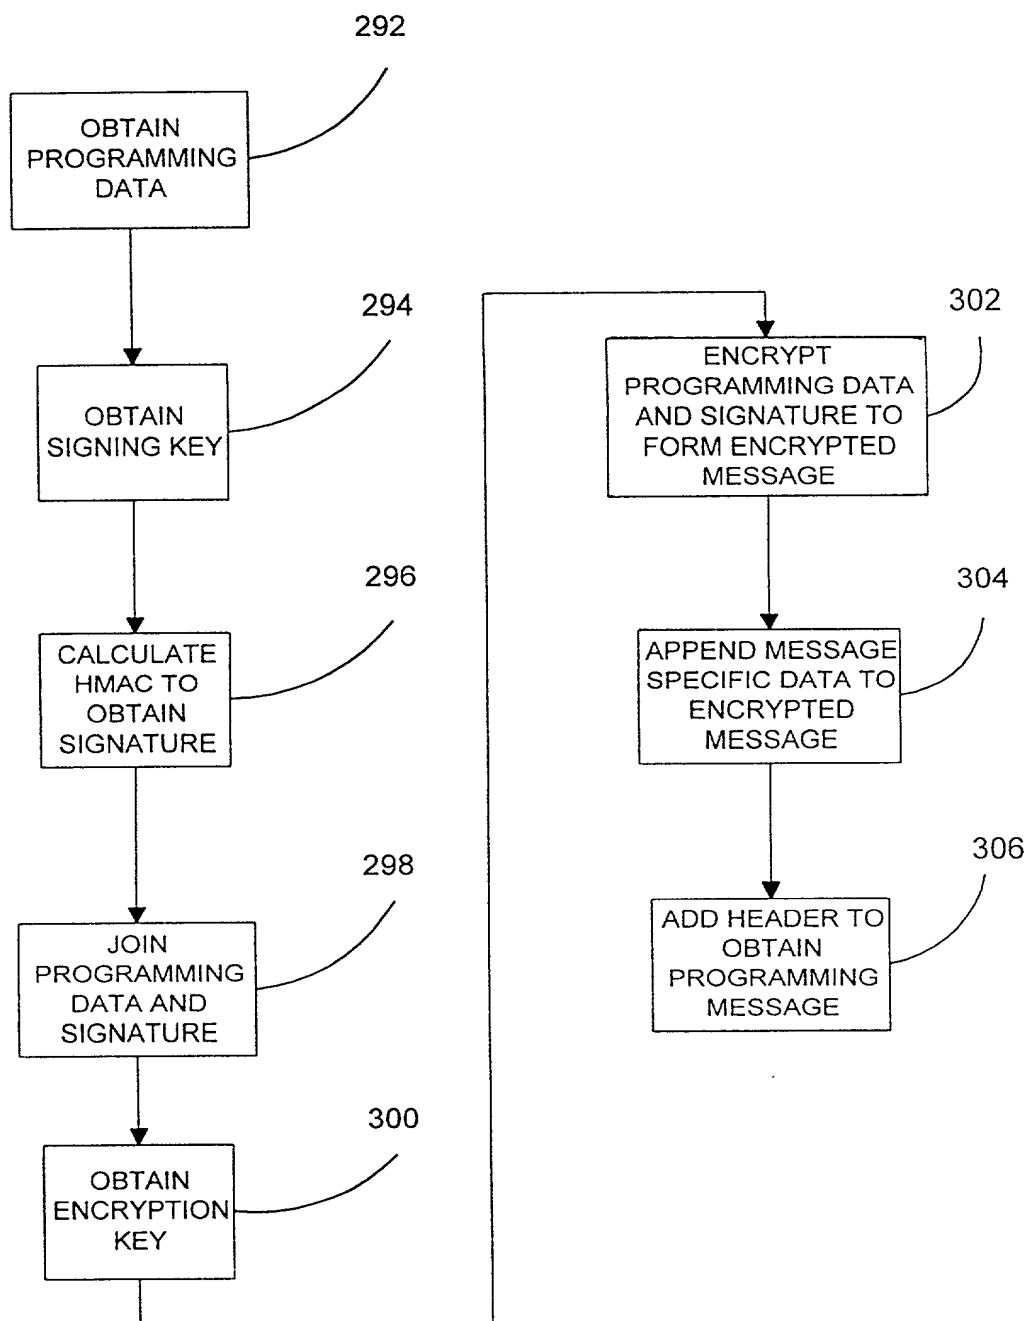 292
OBTAIN
PROGRAMMING
DATA
294
OBTAIN
SIGNING KEY
296
CALCULATE
HMAC TO
OBTAIN
SIGNATURE
298
JOIN
PROGRAMMING
DATA AND
SIGNATURE
300
OBTAIN
ENCRYPTION
KEY
302
ENCRYPT
PROGRAMMING DATA
AND SIGNATURE TO
FORM ENCRYPTED
MESSAGE
304
APPEND MESSAGE
SPECIFIC DATA TO
ENCRYPTED
MESSAGE
306
ADD HEADER TO
OBTAIN
PROGRAMMING
MESSAGE